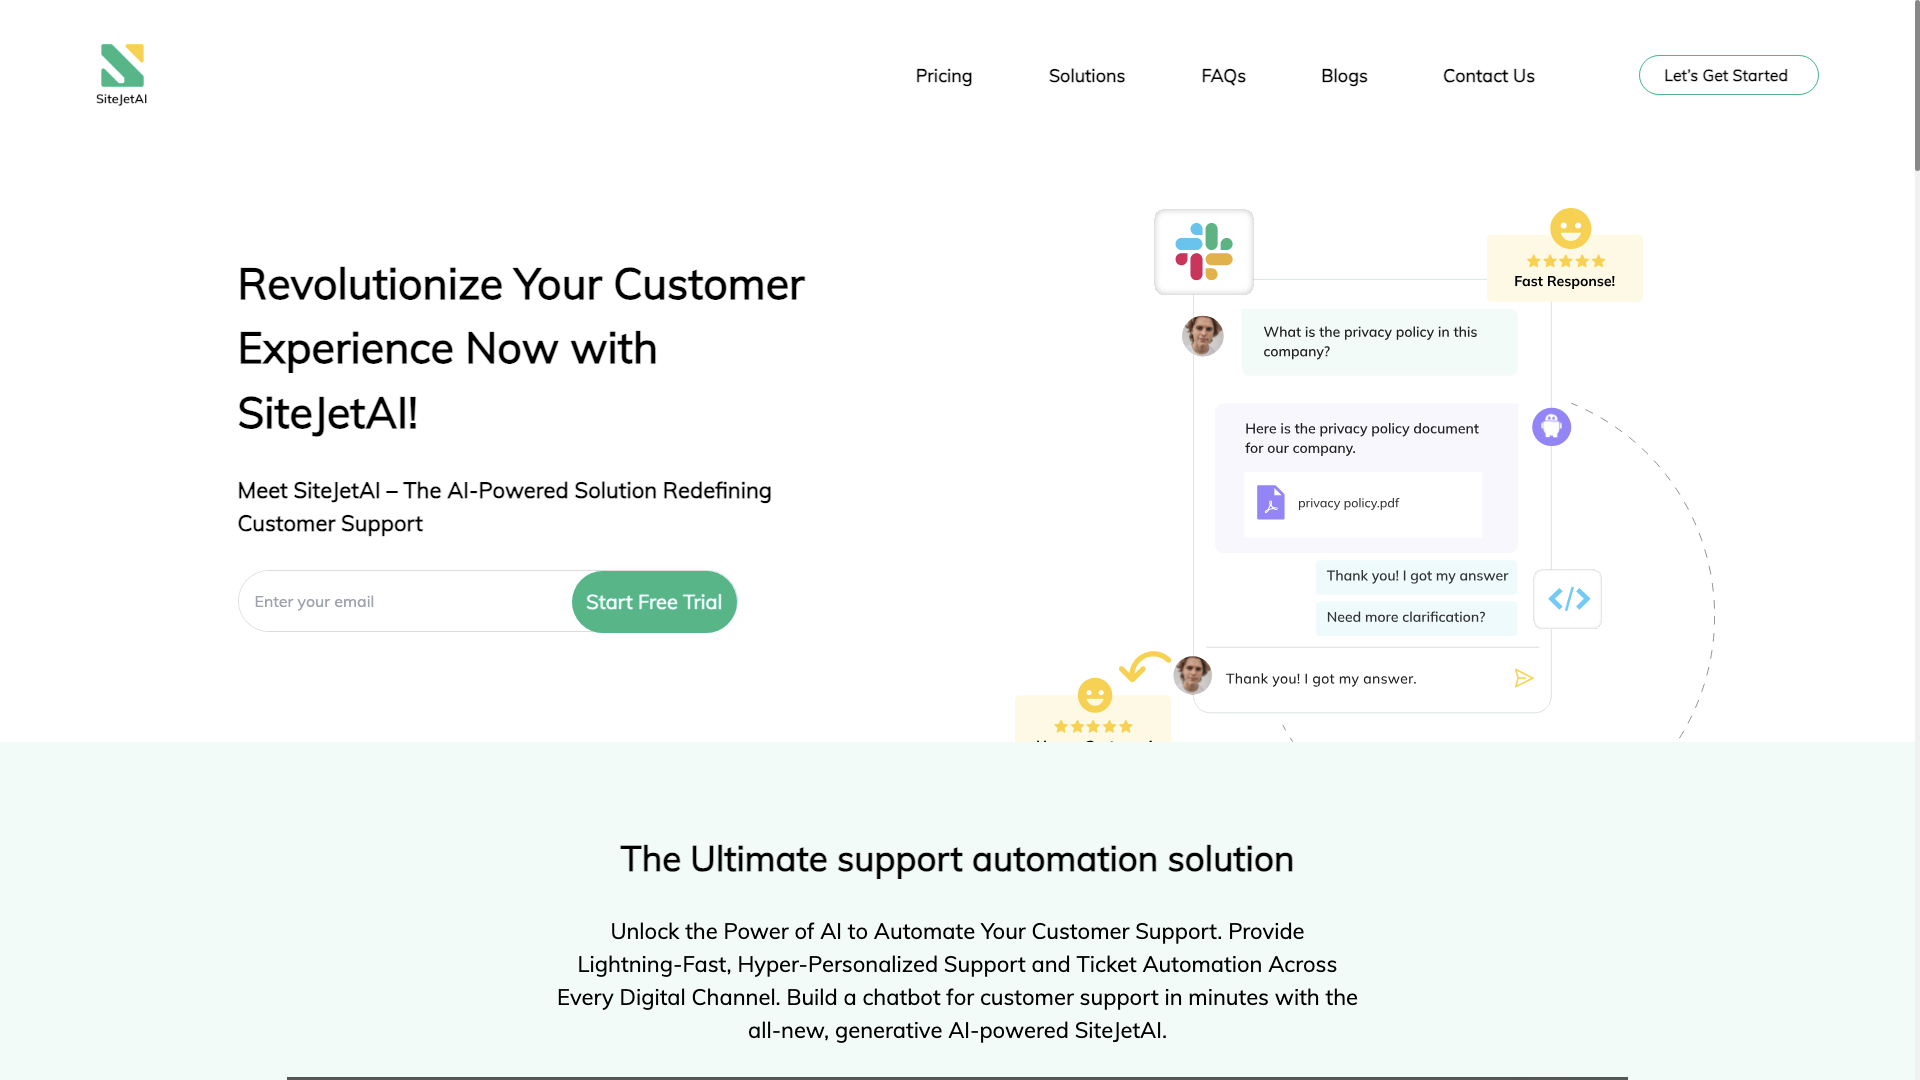 SiteJetAI
Pricing
Solutions
FAQs
Blogs
Contact Us
Let's Get Started
Revolutionize Your Customer
Experience Now with
SiteJetAI!
Meet SiteJetAI – The AI-Powered Solution Redefining
Customer Support
Enter your email
Start Free Trial
Fast Response!
What is the privacy policy in this
company?
Here is the privacy policy document
for our company.
privacy policy.pdf
Thank you! I got my answer
Need more clarification?
Thank you! I got my answer.
The Ultimate support automation solution
Unlock the Power of AI to Automate Your Customer Support. Provide
Lightning-Fast, Hyper-Personalized Support and Ticket Automation Across
Every Digital Channel. Build a chatbot for customer support in minutes with the
all-new, generative AI-powered SiteJetAI.